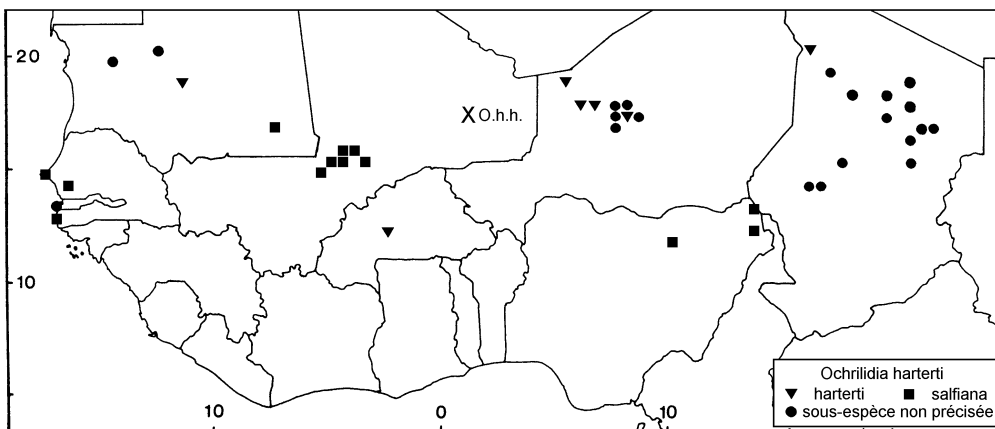 20
X O.h.h.
10
10
0
10
Ochrilidia harterti
harterti
salfiana
sous-espèce non précisée